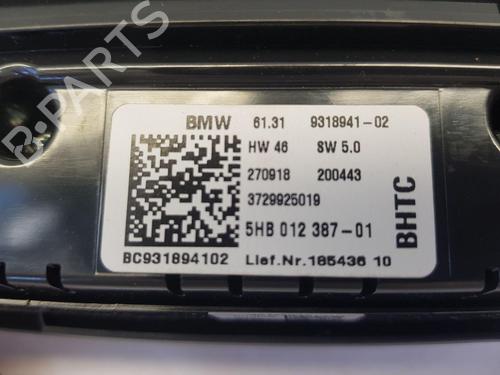 BMW 61.31 9318941-02
HW 46 SW 5.0
270918 200443
3729925019
5HB 012 387-01
BC931894102 Lief.Nr.185436 10
BHTC
B-PARTS